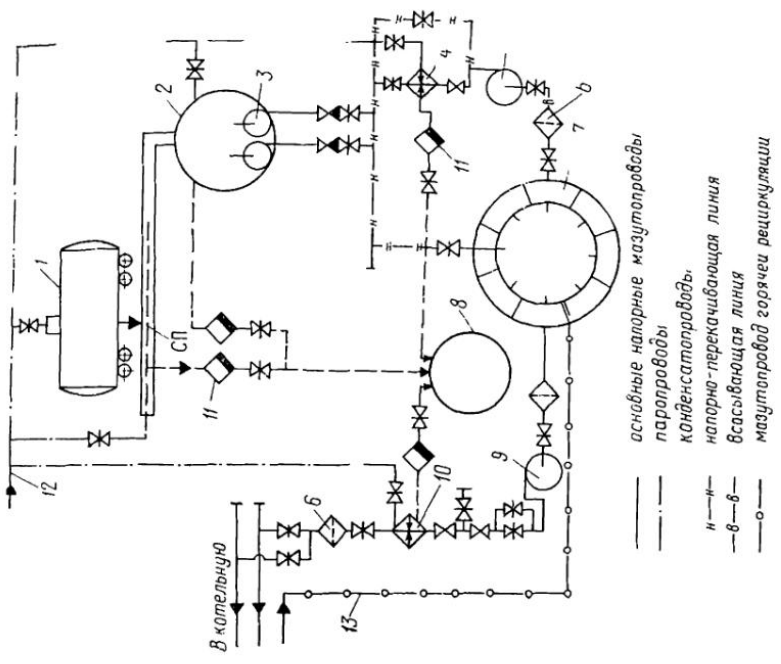 1
2
3
4
СП
11
11
12
6
10
8
9
7
В котельную
13
основные напорные мазутопроводы
паропроводы
конденсатопроводы
н—н напорно-перекачивающая линия
в—в всасывающая линия
мазутопровод горячей рециркуляции